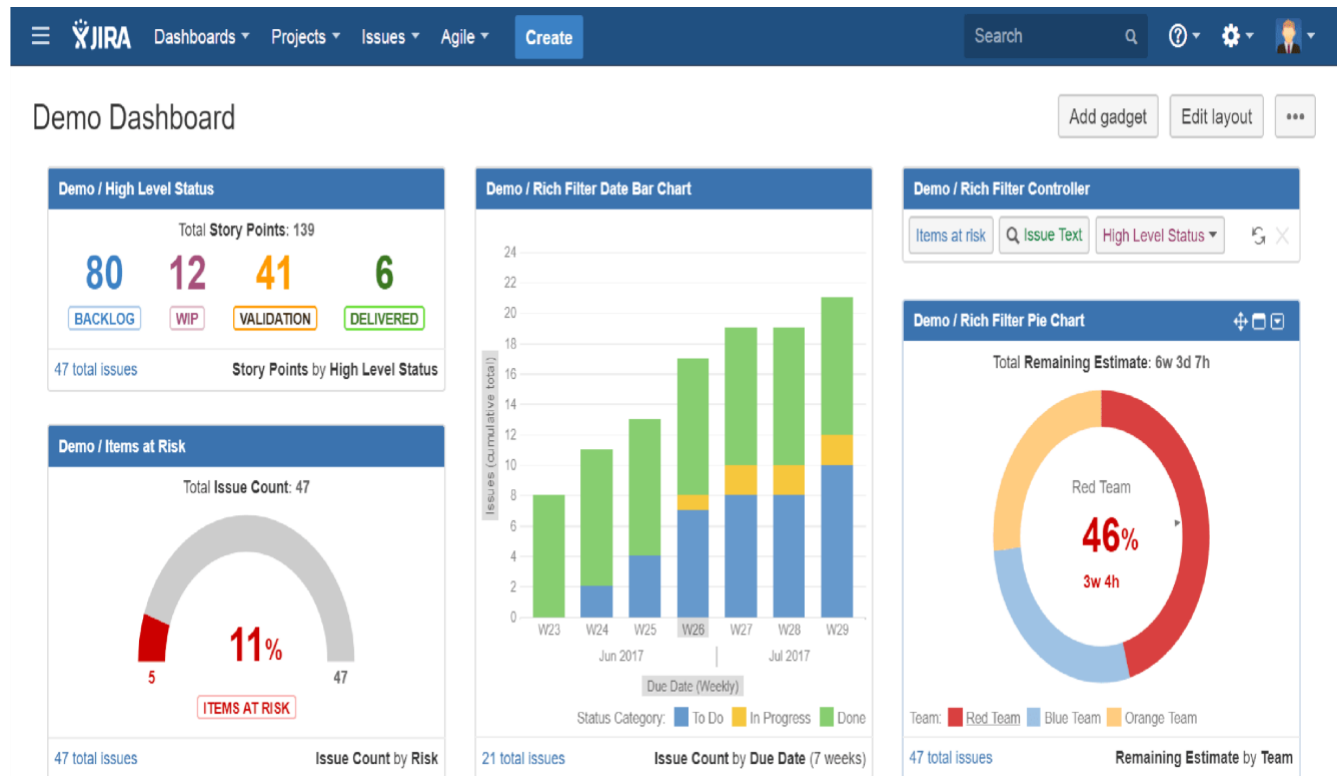 JIRA Dashboards Projects Issues Agile Create Search
Demo Dashboard
Add gadget Edit layout
Demo / High Level Status
Total Story Points: 139
80 12 41 6
BACKLOG WIP VALIDATION DELIVERED
47 total issues Story Points by High Level Status
Demo / Items at Risk
Total Issue Count: 47
11%
5 47
ITEMS AT RISK
47 total issues Issue Count by Risk
Demo / Rich Filter Date Bar Chart
Issues (cumulative total)
24
22
20
18
16
14
12
10
8
6
4
2
0
W23 W24 W25 W26 W27 W28 W29
Jun 2017 Jul 2017
Due Date (Weekly)
Status Category: To Do In Progress Done
21 total issues Issue Count by Due Date (7 weeks)
Demo / Rich Filter Controller
Items at risk Issue Text High Level Status
Demo / Rich Filter Pie Chart
Total Remaining Estimate: 6w 3d 7h
Red Team
46%
3w 4h
Team: Red Team Blue Team Orange Team
47 total issues Remaining Estimate by Team